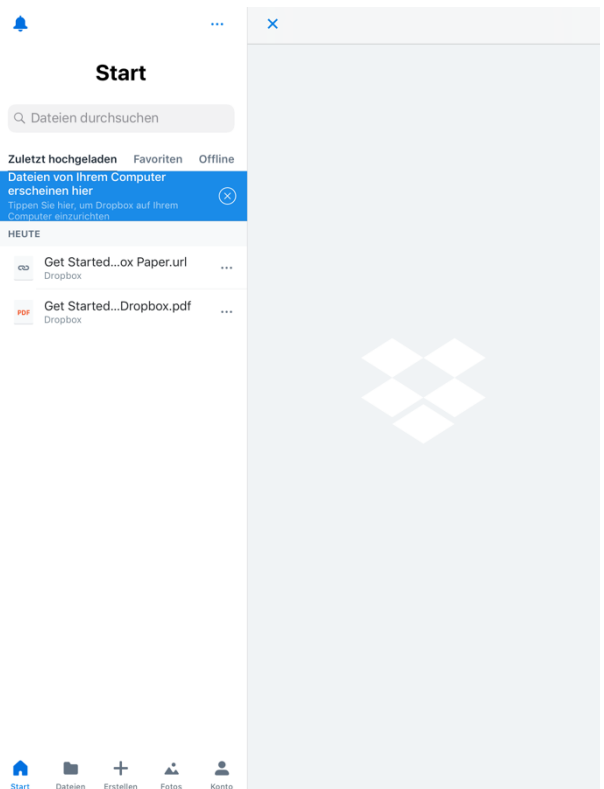 Start
Dateien durchsuchen
Zuletzt hochgeladen Favoriten Offline
Dateien von Ihrem Computer
erscheinen hier
Tippen Sie hier, um Dropbox auf Ihrem
Computer einzurichten
HEUTE
Get Started...ox Paper.url
Dropbox
PDF
Get Started...Dropbox.pdf
Dropbox
Start Dateien Erstellen Fotos Konto